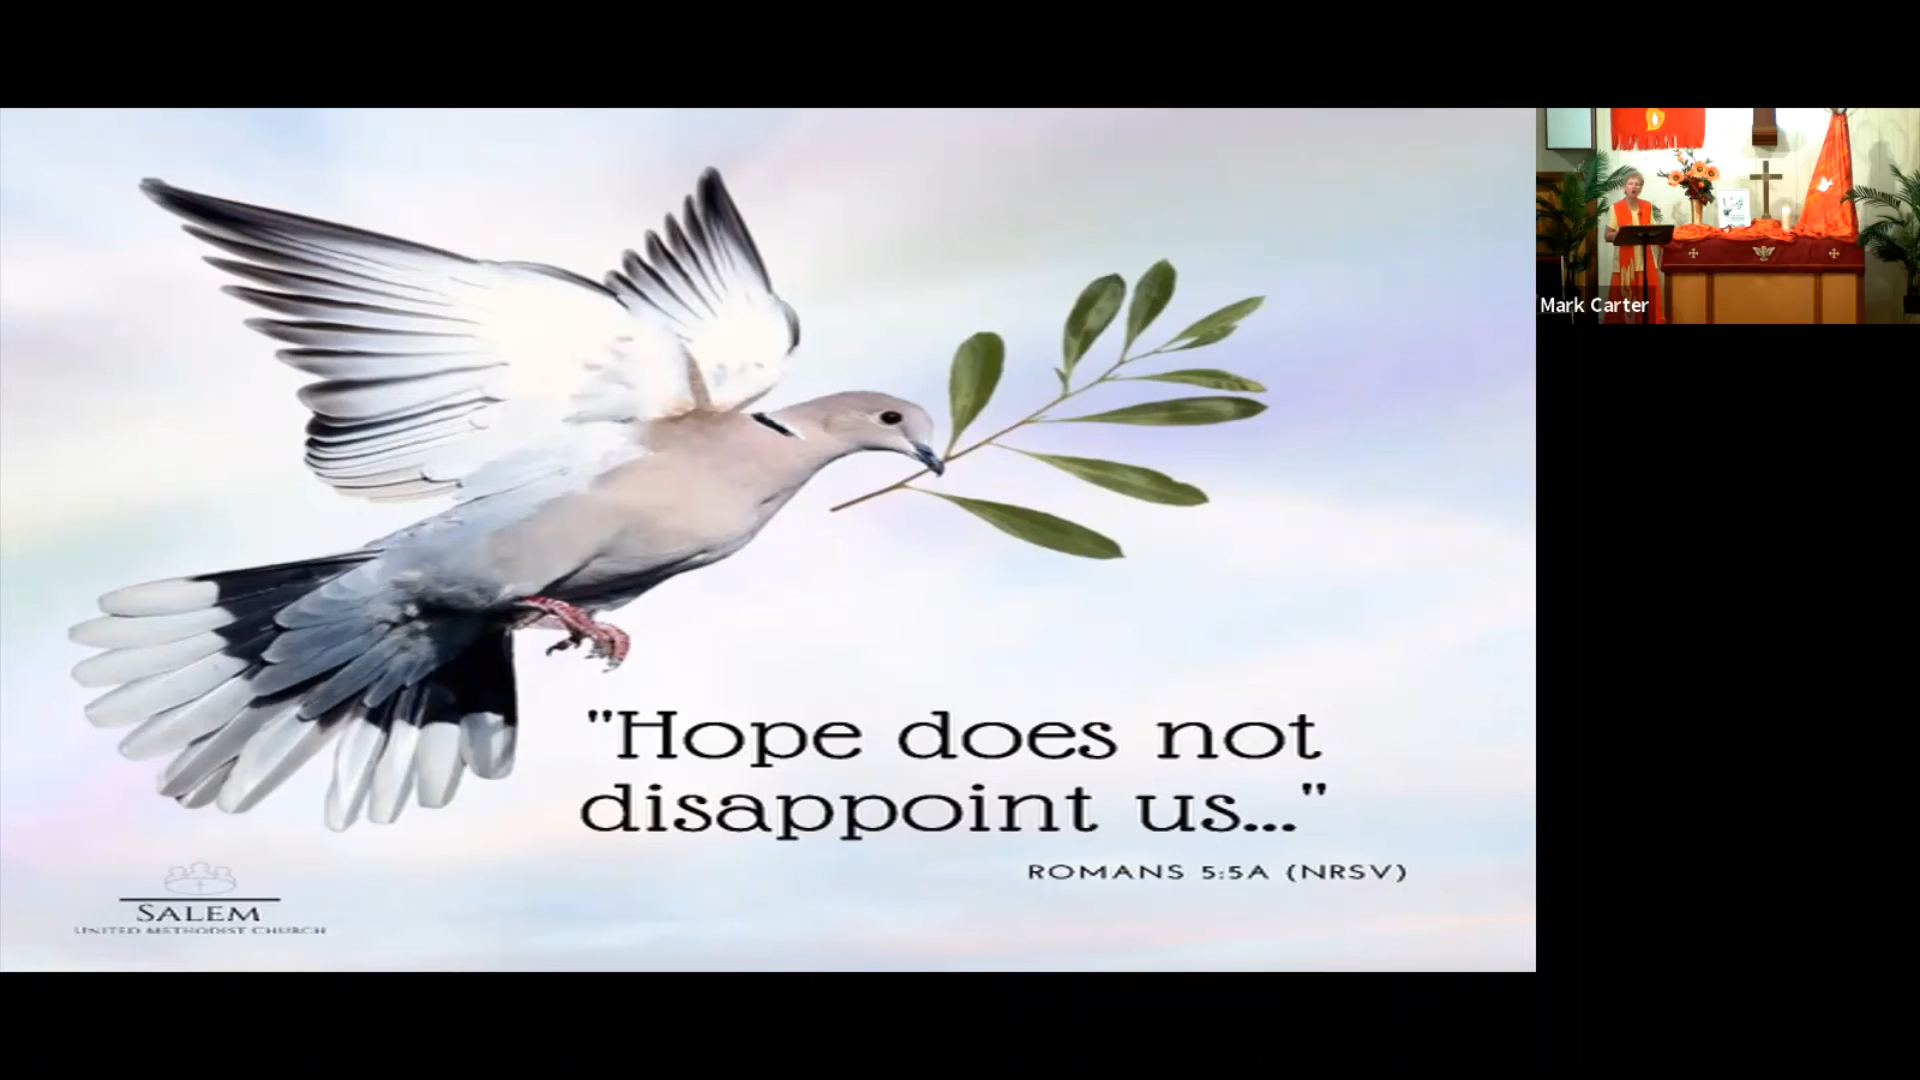 "Hope does not
disappoint us..."
ROMANS 5:5A (NRSV)
SALEM
UNITED METHODIST CHURCH
Mark Carter